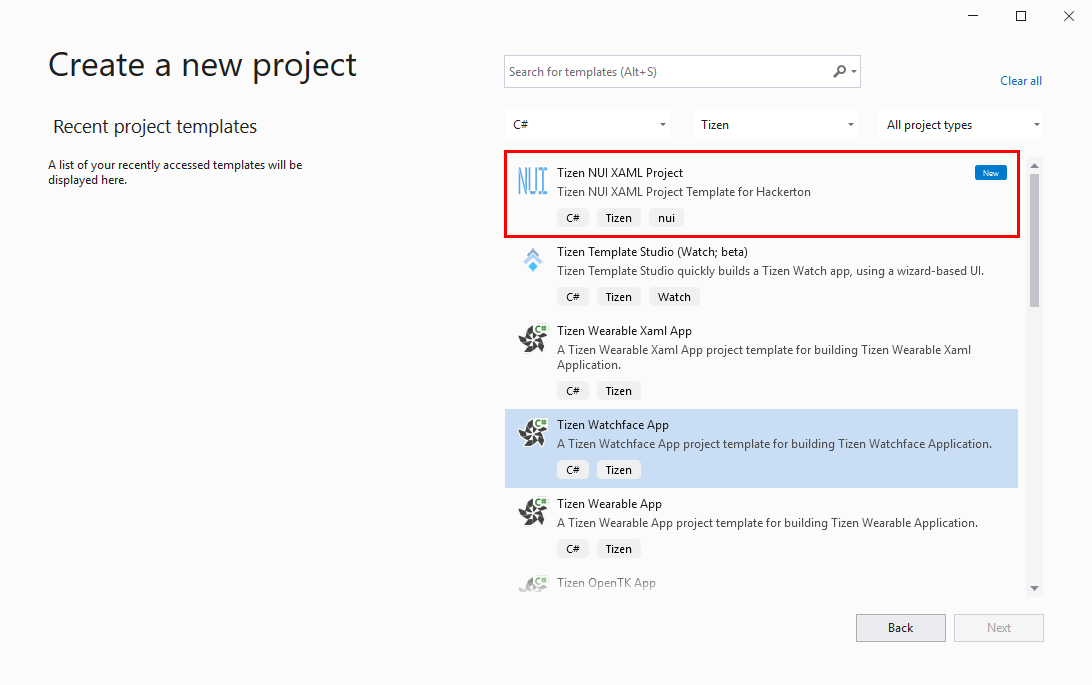 Create a new project
Recent project templates
A list of your recently accessed templates will be
displayed here.
Search for templates (Alt+S)
Clear all
C#
Tizen
All project types
NUI
Tizen NUI XAML Project
New
Tizen NUI XAML Project Template for Hackerton
C# Tizen nui
Tizen Template Studio (Watch; beta)
Tizen Template Studio quickly builds a Tizen Watch app, using a wizard-based UI.
C# Tizen Watch
C#
Tizen Wearable Xaml App
A Tizen Wearable Xaml App project template for building Tizen Wearable Xaml
Application.
C# Tizen
C#
Tizen Watchface App
A Tizen Watchface App project template for building Tizen Watchface Application.
C# Tizen
C#
Tizen Wearable App
A Tizen Wearable App project template for building Tizen Wearable Application.
C# Tizen
C#
Tizen OpenTK App
Back
Next